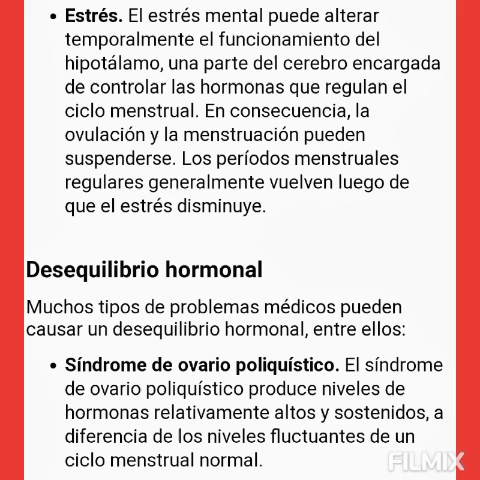 • Estrés. El estrés mental puede alterar
temporalmente el funcionamiento del
hipotálamo, una parte del cerebro encargada
de controlar las hormonas que regulan el
ciclo menstrual. En consecuencia, la
ovulación y la menstruación pueden
suspenderse. Los períodos menstruales
regulares generalmente vuelven luego de
que el estrés disminuye.
Desequilibrio hormonal
Muchos tipos de problemas médicos pueden
causar un desequilibrio hormonal, entre ellos:
• Síndrome de ovario poliquístico. El síndrome
de ovario poliquístico produce niveles de
hormonas relativamente altos y sostenidos, a
diferencia de los niveles fluctuantes de un
ciclo menstrual normal.
FILMIX